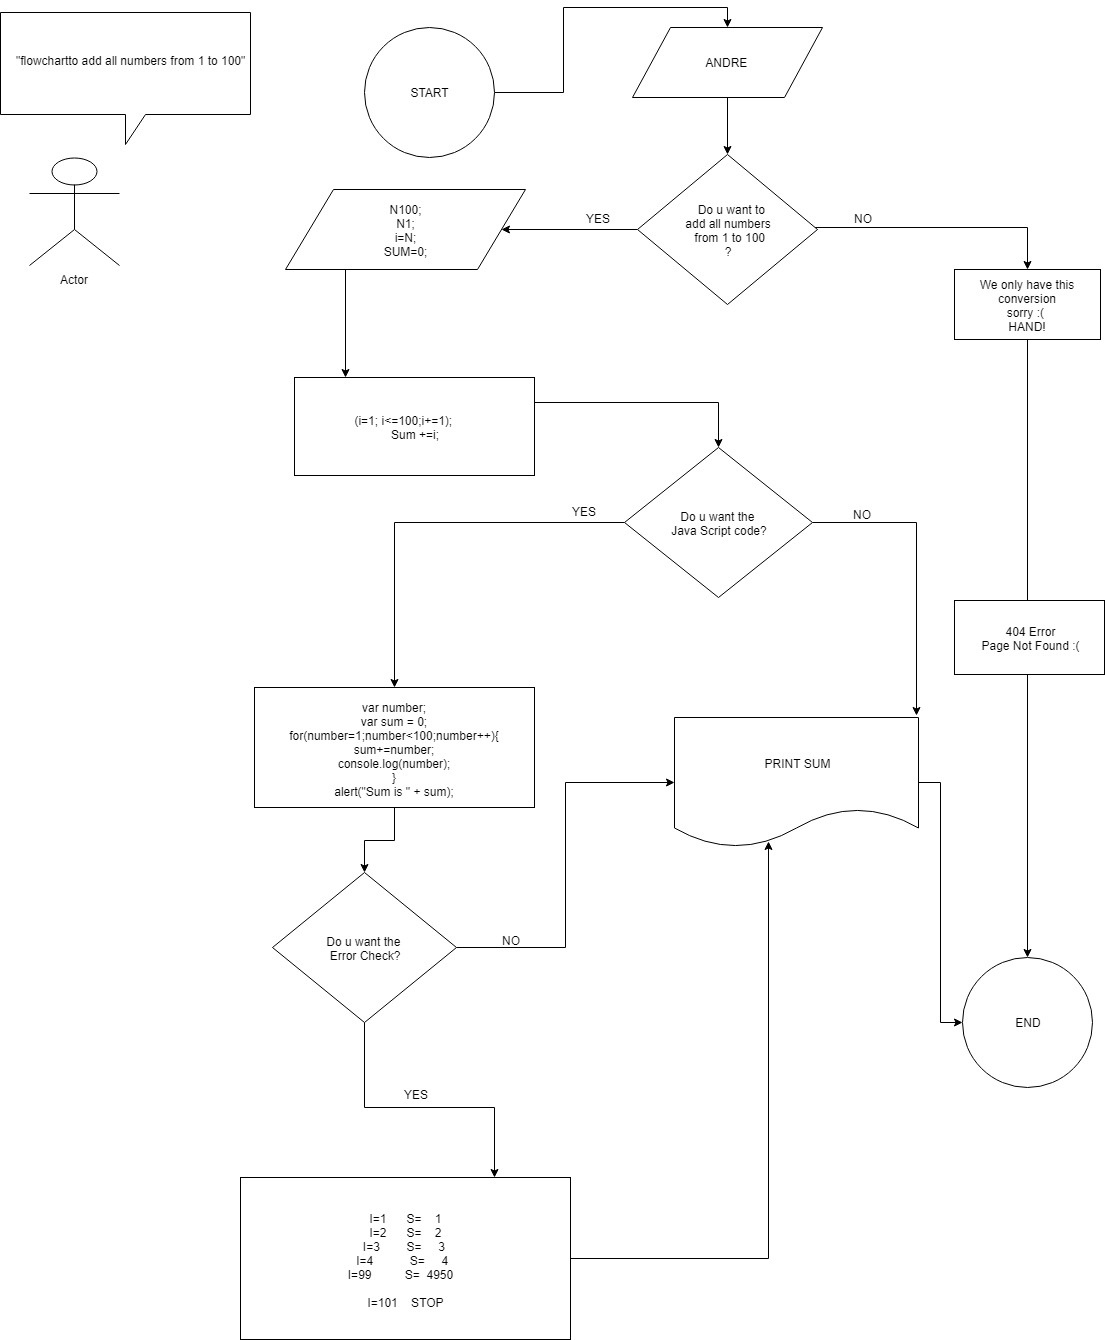 "flowchartto add all numbers from 1 to 100"
Actor
START
ANDRE
Do u want to
add all numbers
from 1 to 100
?
YES
NO
N100;
N1;
i=N;
SUM=0;
We only have this
conversion
sorry :(
HAND!
(i=1; i<=100;i+=1);
Sum +=i;
Do u want the
Java Script code?
YES
NO
404 Error
Page Not Found :(
var number;
var sum = 0;
for(number=1;number<100;number++){
sum+=number;
console.log(number);
}
alert("Sum is " + sum);
PRINT SUM
Do u want the
Error Check?
NO
YES
END
I=1 S= 1
I=2 S= 2
I=3 S= 3
I=4 S= 4
I=99 S= 4950
I=101 STOP